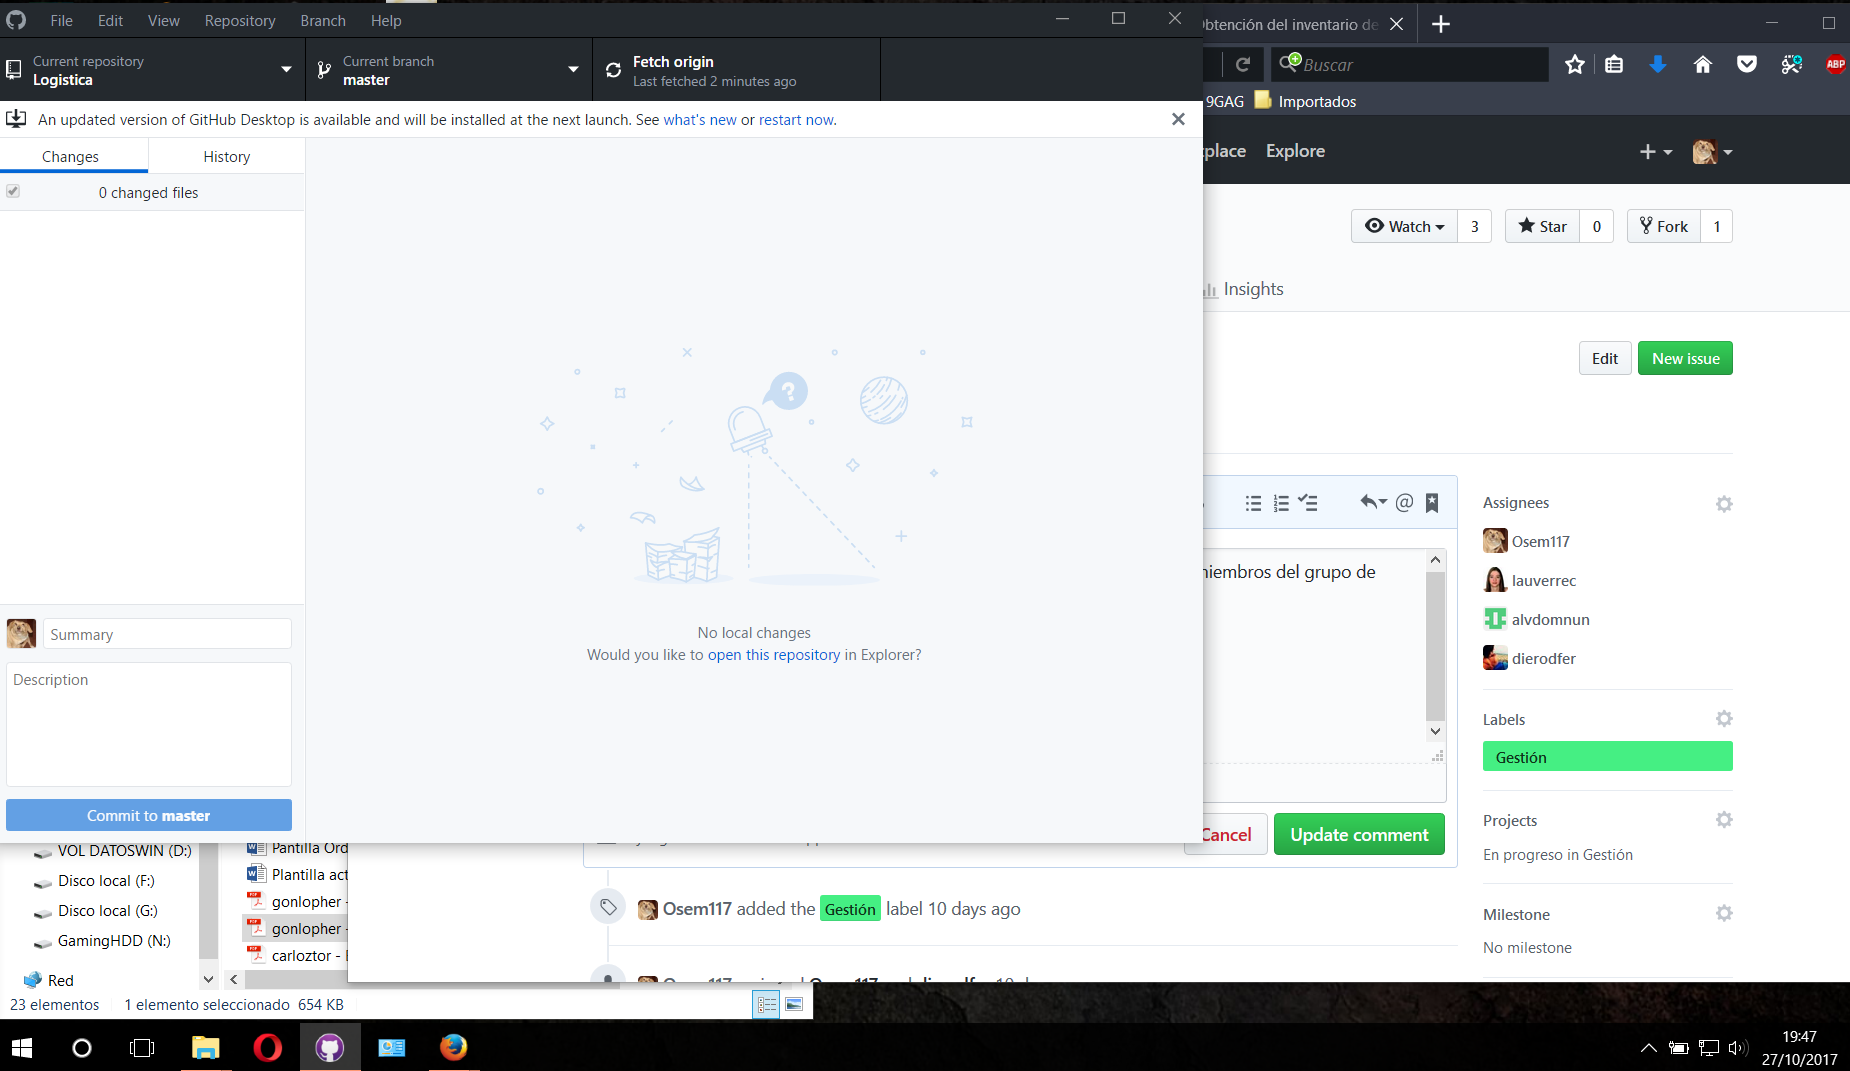 File Edit View Repository Branch Help
Current repository
Logistica
Current branch
master
Fetch origin
Last fetched 2 minutes ago
An updated version of GitHub Desktop is available and will be installed at the next launch. See what's new or restart now.
Changes
History
0 changed files
No local changes
Would you like to open this repository in Explorer?
Summary
Description
Commit to master
Obtención del inventario de
Buscar
ABP
9GAG
Importados
place
Explore
Watch 3
Star 0
Fork 1
Insights
Edit
New issue
miembros del grupo de
Cancel
Update comment
Assignees
Osem117
lauverrec
alvdomnun
dierodfer
Labels
Gestión
Projects
En progreso in Gestión
Milestone
No milestone
Osem117 added the Gestión label 10 days ago
VOL DATOSWIN (D:)
Disco local (F:)
Disco local (G:)
GamingHDD (N:)
Red
Pantilla Ord
Plantilla act
gonlopher -
gonlopher -
carloztor -
23 elementos
1 elemento seleccionado 654 KB
19:47
27/10/2017